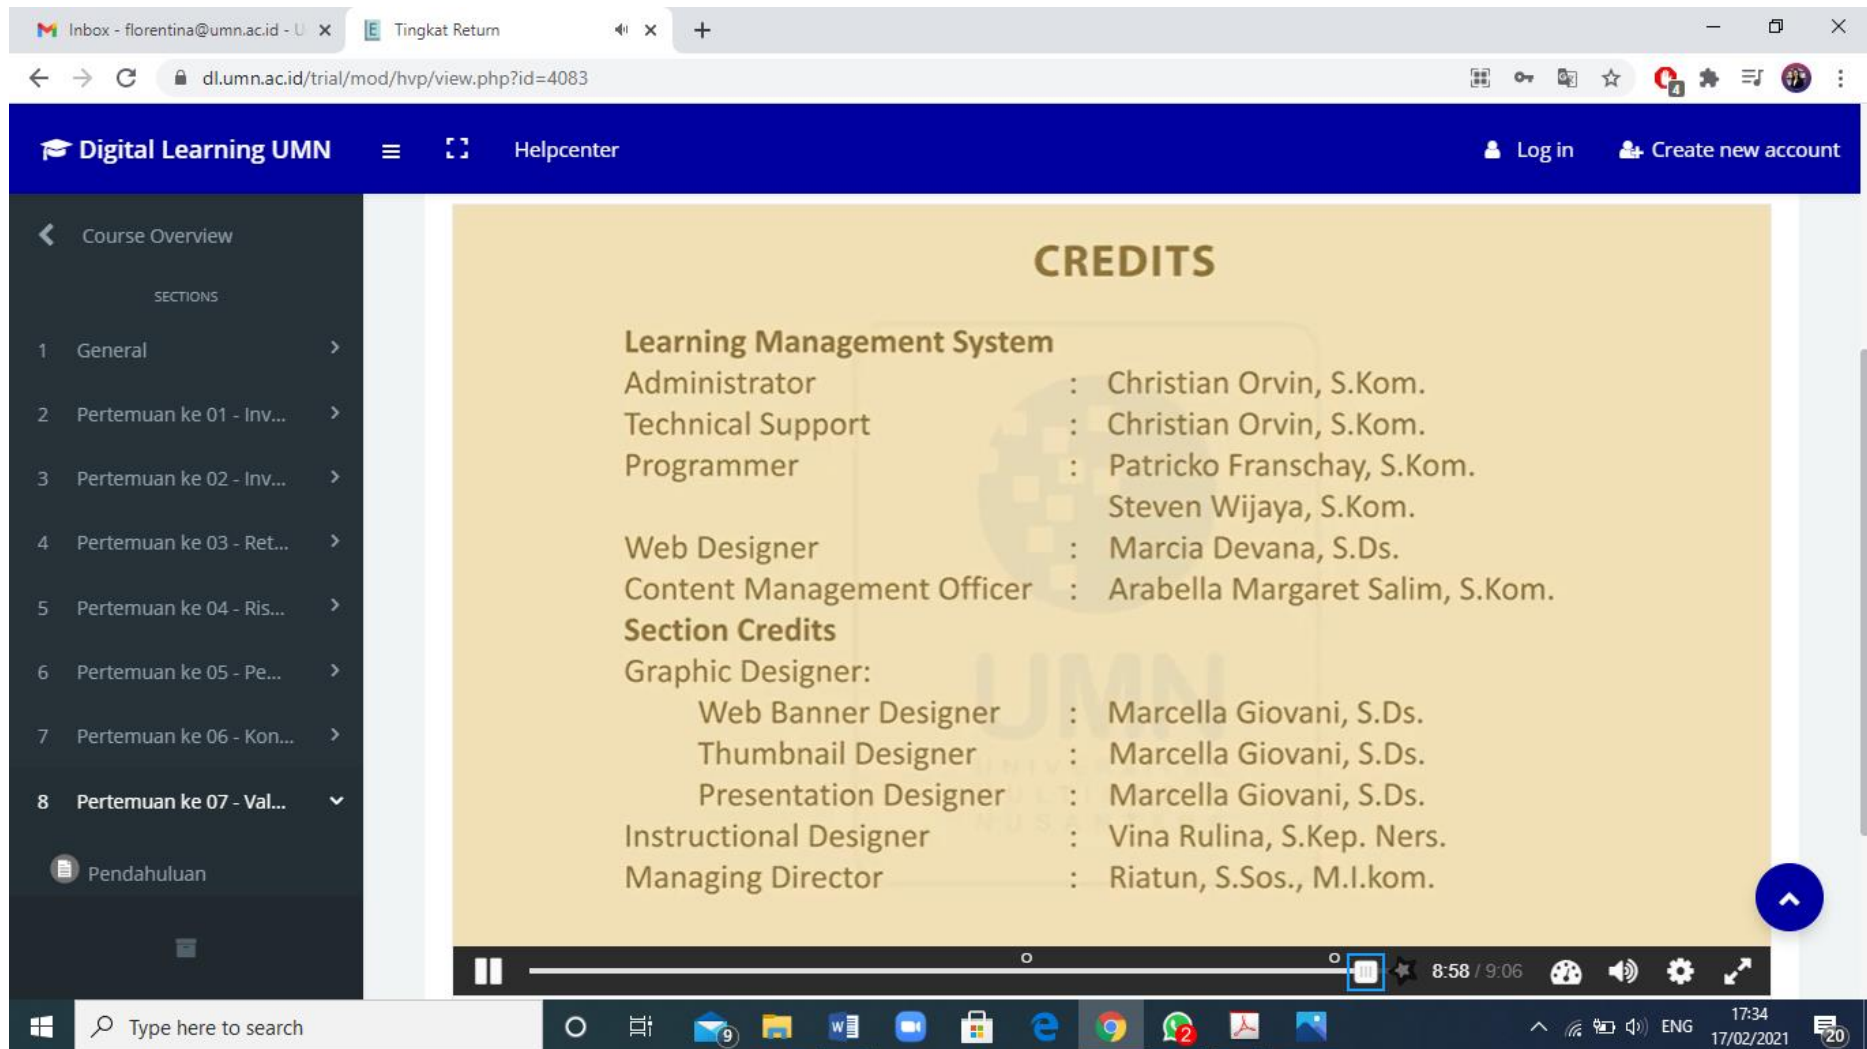 Inbox - florentina@umn.ac.id - U
Tingkat Return
dl.umn.ac.id/trial/mod/hvp/view.php?id=4083
4
Digital Learning UMN
Helpcenter
Log in
Create new account
Course Overview
SECTIONS
1 General
2 Pertemuan ke 01 - Inv...
3 Pertemuan ke 02 - Inv...
4 Pertemuan ke 03 - Ret...
5 Pertemuan ke 04 - Ris...
6 Pertemuan ke 05 - Pe...
7 Pertemuan ke 06 - Kon...
8 Pertemuan ke 07 - Val...
Pendahuluan
CREDITS
Learning Management System
Administrator : Christian Orvin, S.Kom.
Technical Support : Christian Orvin, S.Kom.
Programmer : Patricko Franschay, S.Kom.
Steven Wijaya, S.Kom.
Web Designer : Marcia Devana, S.Ds.
Content Management Officer : Arabella Margaret Salim, S.Kom.
Section Credits
Graphic Designer:
Web Banner Designer : Marcella Giovani, S.Ds.
Thumbnail Designer : Marcella Giovani, S.Ds.
Presentation Designer : Marcella Giovani, S.Ds.
Instructional Designer : Vina Rulina, S.Kep. Ners.
Managing Director : Riatun, S.Sos., M.I.kom.
UMN
8:58 / 9:06
Type here to search
9
2
ENG
17:34
17/02/2021
20